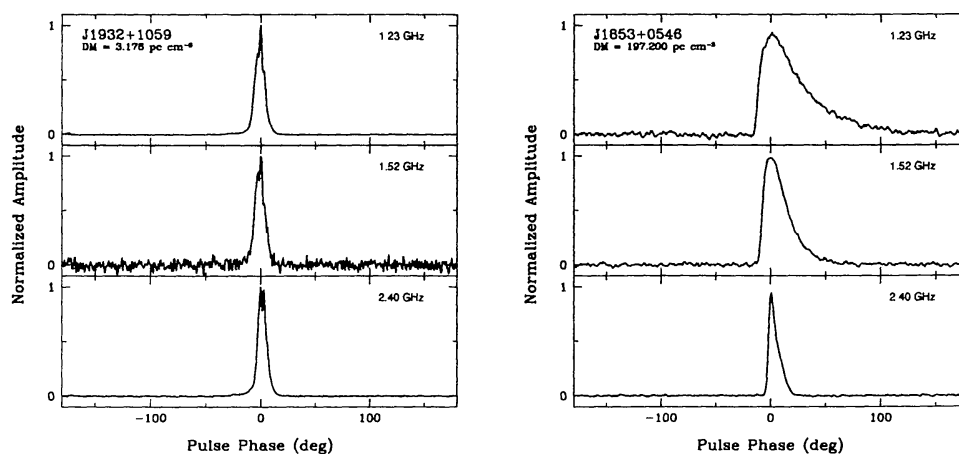 J1932+1059
DM = 3.176 pc cm⁻³
1.23 GHz
1
0
1.52 GHz
1
0
2.40 GHz
1
0
−100
0
100
Pulse Phase (deg)
Normalized Amplitude
J1853+0546
DM = 197.200 pc cm⁻³
1.23 GHz
1
0
1.52 GHz
1
0
2 40 GHz
1
0
−100
0
100
Pulse Phase (deg)
Normalized Amplitude